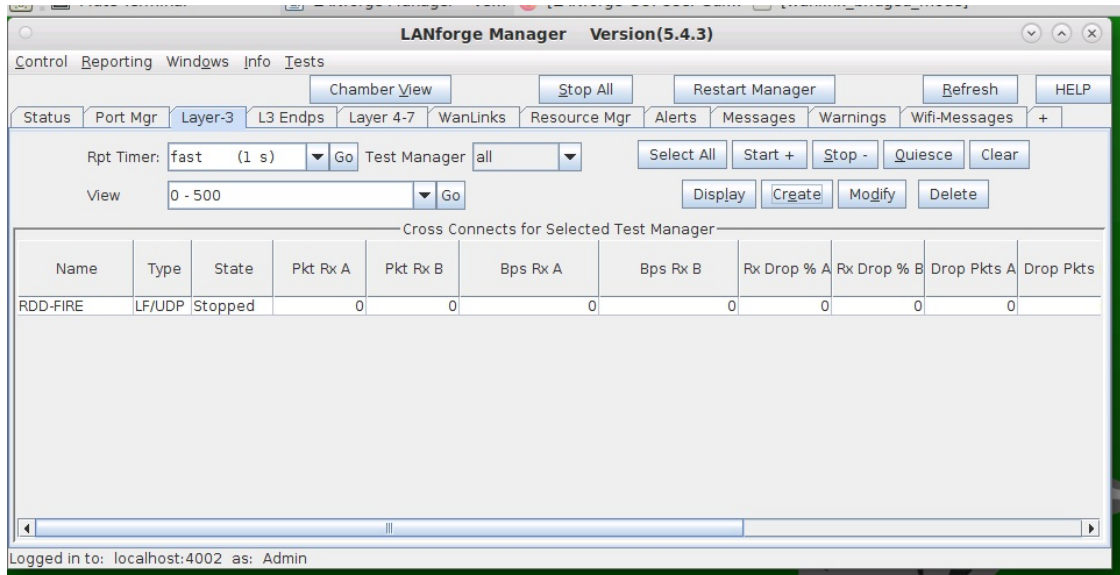 LANforge Manager Version(5.4.3)
Control Reporting Windows Info Tests
Chamber View Stop All Restart Manager Refresh HELP
Status Port Mgr Layer-3 L3 Endps Layer 4-7 WanLinks Resource Mgr Alerts Messages Warnings Wifi-Messages +
Rpt Timer: fast (1 s) Go Test Manager all Select All Start + Stop - Quiesce Clear
View 0 - 500 Go Display Create Modify Delete
Cross Connects for Selected Test Manager
Name Type State Pkt Rx A Pkt Rx B Bps Rx A Bps Rx B Rx Drop % A Rx Drop % B Drop Pkts A Drop Pkts
RDD-FIRE LF/UDP Stopped 0 0 0 0 0 0 0
Logged in to: localhost:4002 as: Admin